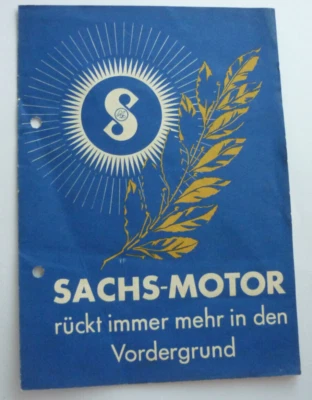 S
SACHS-MOTOR
rückt immer mehr in den
Vordergrund